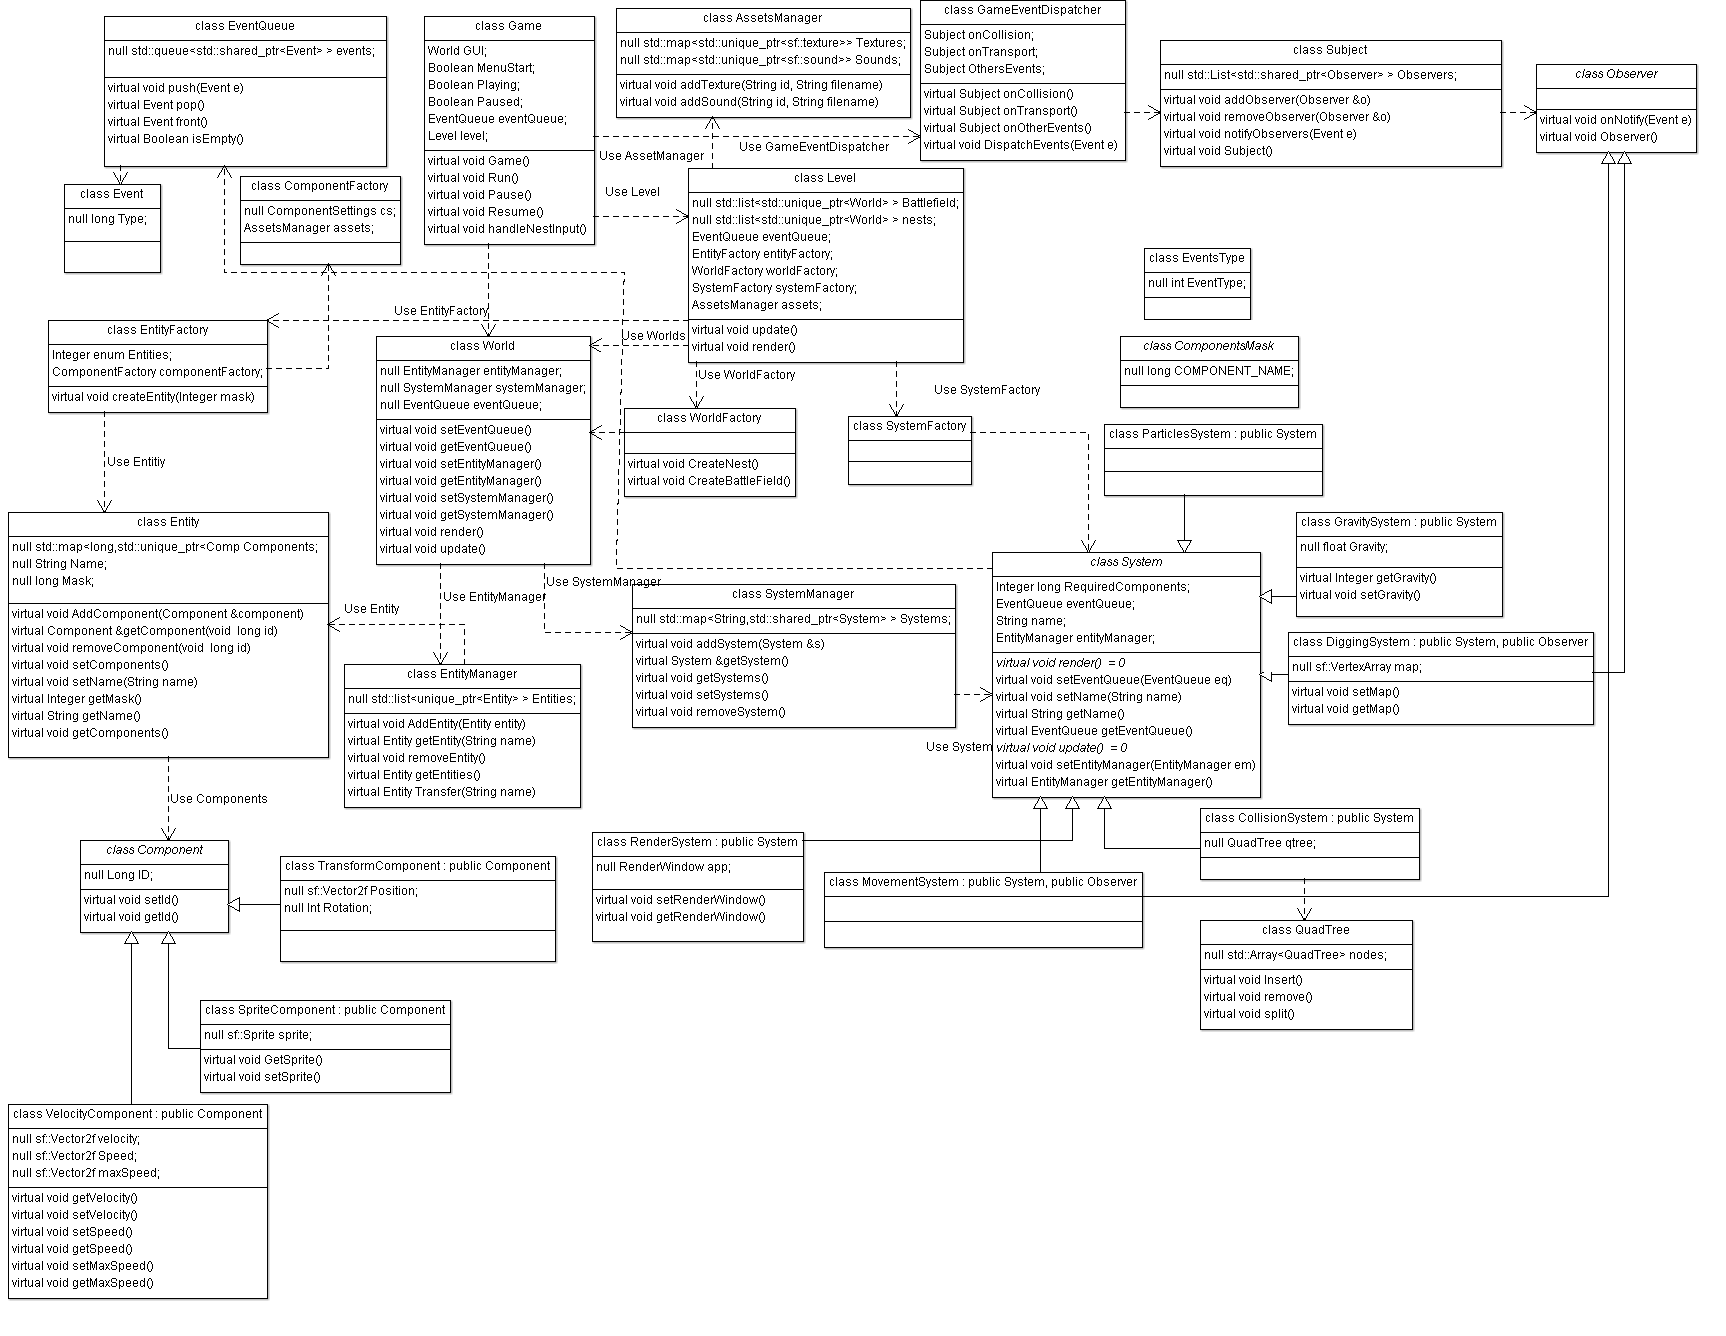 class EventQueue
null std::queue<std::shared_ptr<Event> > events;
virtual void push(Event e)
virtual Event pop()
virtual Event front()
virtual Boolean isEmpty()
class Game
World GUI;
Boolean MenuStart;
Boolean Playing;
Boolean Paused;
EventQueue eventQueue;
Level level;
virtual void Game()
virtual void Run()
virtual void Pause()
virtual void Resume()
virtual void handleNestInput()
class AssetsManager
null std::map<std::unique_ptr<sf::texture>> Textures;
null std::map<std::unique_ptr<sf::sound>> Sounds;
virtual void addTexture(String id, String filename)
virtual void addSound(String id, String filename)
class GameEventDispatcher
Subject onCollision;
Subject onTransport;
Subject OthersEvents;
virtual Subject onCollision()
virtual Subject onTransport()
virtual Subject onOtherEvents()
virtual void DispatchEvents(Event e)
class Subject
null std::List<std::shared_ptr<Observer> > Observers;
virtual void addObserver(Observer &o)
virtual void removeObserver(Observer &o)
virtual void notifyObservers(Event e)
virtual void Subject()
class Observer
virtual void onNotify(Event e)
virtual void Observer()
Use GameEventDispatcher
Use AssetManager
Use Level
class Event
null long Type;
class ComponentFactory
null ComponentSettings cs;
AssetsManager assets;
class Level
null std::list<std::unique_ptr<World> > Battlefield;
null std::list<std::unique_ptr<World> > nests;
EventQueue eventQueue;
EntityFactory entityFactory;
WorldFactory worldFactory;
SystemFactory systemFactory;
AssetsManager assets;
virtual void update()
virtual void render()
class EventsType
null int EventType;
Use EntityFactory
class EntityFactory
Integer enum Entities;
ComponentFactory componentFactory;
virtual void createEntity(Integer mask)
Use Worlds
class World
null EntityManager entityManager;
null SystemManager systemManager;
null EventQueue eventQueue;
virtual void setEventQueue()
virtual void getEventQueue()
virtual void setEntityManager()
virtual void getEntityManager()
virtual void setSystemManager()
virtual void getSystemManager()
virtual void render()
virtual void update()
class ComponentsMask
null long COMPONENT_NAME;
Use WorldFactory
Use SystemFactory
class WorldFactory
virtual void CreateNest()
virtual void CreateBattleField()
class SystemFactory
class ParticlesSystem : public System
Use Entitiy
class Entity
null std::map<long,std::unique_ptr<Comp Components;
null String Name;
null long Mask;
virtual void AddComponent(Component &component)
virtual Component &getComponent(void  long id)
virtual void removeComponent(void  long id)
virtual void setComponents()
virtual void setName(String name)
virtual Integer getMask()
virtual String getName()
virtual void getComponents()
class GravitySystem : public System
null float Gravity;
virtual Integer getGravity()
virtual void setGravity()
class System
Integer long RequiredComponents;
EventQueue eventQueue;
String name;
EntityManager entityManager;
virtual void render()  = 0
virtual void setEventQueue(EventQueue eq)
virtual void setName(String name)
virtual String getName()
virtual EventQueue getEventQueue()
virtual void update()  = 0
virtual void setEntityManager(EntityManager em)
virtual EntityManager getEntityManager()
Use SystemManager
Use EntityManager
Use Entity
class SystemManager
null std::map<String,std::shared_ptr<System> > Systems;
virtual void addSystem(System &s)
virtual System &getSystem()
virtual void getSystems()
virtual void setSystems()
virtual void removeSystem()
class DiggingSystem : public System, public Observer
null sf::VertexArray map;
virtual void setMap()
virtual void getMap()
class EntityManager
null std::list<unique_ptr<Entity> > Entities;
virtual void AddEntity(Entity entity)
virtual Entity getEntity(String name)
virtual void removeEntity()
virtual Entity getEntities()
virtual Entity Transfer(String name)
Use System
Use Components
class Component
null Long ID;
virtual void setId()
virtual void getId()
class TransformComponent : public Component
null sf::Vector2f Position;
null Int Rotation;
class RenderSystem : public System
null RenderWindow app;
virtual void setRenderWindow()
virtual void getRenderWindow()
class MovementSystem : public System, public Observer
class CollisionSystem : public System
null QuadTree qtree;
class QuadTree
null std::Array<QuadTree> nodes;
virtual void Insert()
virtual void remove()
virtual void split()
class SpriteComponent : public Component
null sf::Sprite sprite;
virtual void GetSprite()
virtual void setSprite()
class VelocityComponent : public Component
null sf::Vector2f velocity;
null sf::Vector2f Speed;
null sf::Vector2f maxSpeed;
virtual void getVelocity()
virtual void setVelocity()
virtual void setSpeed()
virtual void getSpeed()
virtual void setMaxSpeed()
virtual void getMaxSpeed()